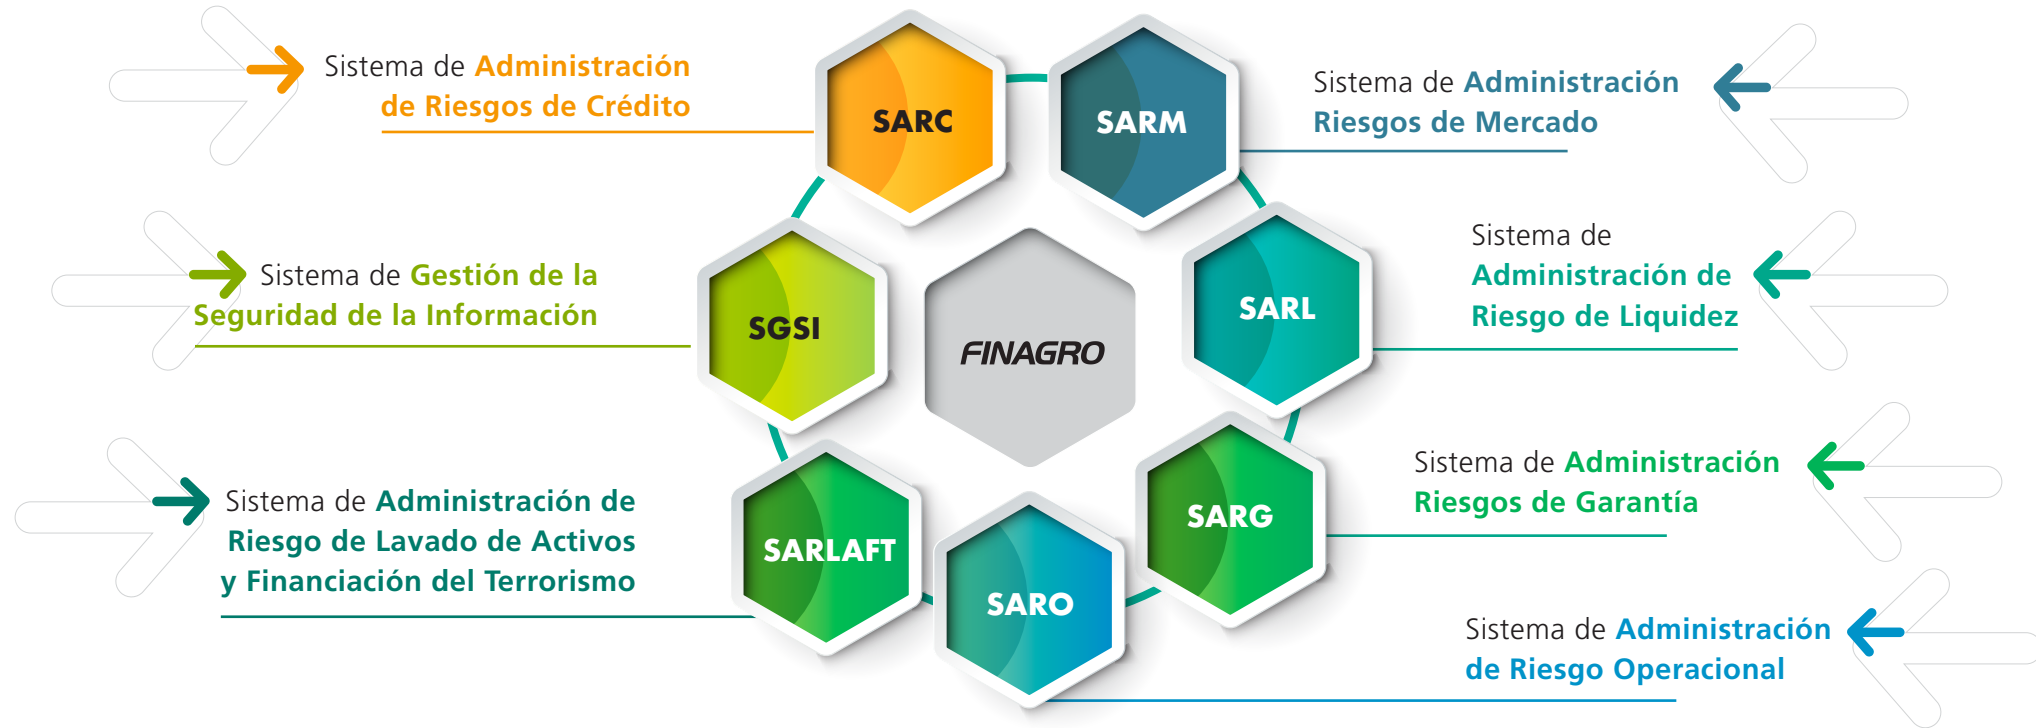 Sistema de Administración
de Riesgos de Crédito
SARC
SARM
Sistema de Administración
Riesgos de Mercado
Sistema de Gestión de la
Seguridad de la Información
SGSI
FINAGRO
SARL
Sistema de
Administración de
Riesgo de Liquidez
Sistema de Administración de
Riesgo de Lavado de Activos
y Financiación del Terrorismo
SARLAFT
SARO
SARG
Sistema de Administración
Riesgos de Garantía
Sistema de Administración
de Riesgo Operacional